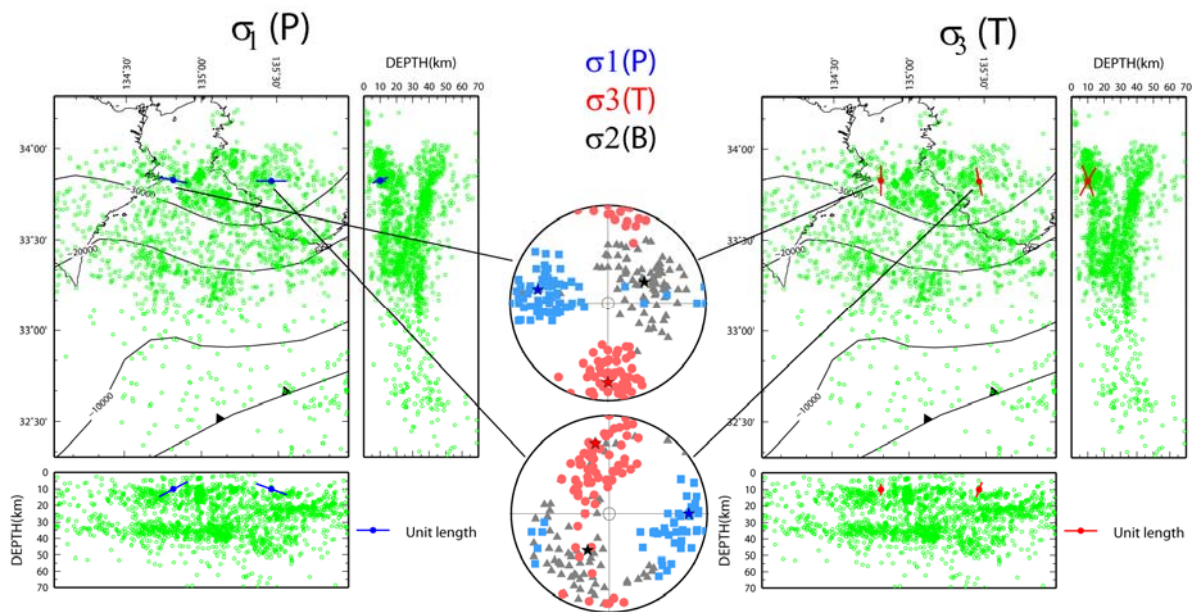 σ1 (P)
σ3 (T)
σ1(P)
σ3(T)
σ2(B)
134°30'
135°00'
135°30'
DEPTH(km)
0 10 20 30 40 50 60 70
34°00'
33°30'
33°00'
32°30'
−30000
−20000
−10000
DEPTH(km)
0
10
20
30
40
50
60
70
Unit length
134°30'
135°00'
135°30'
DEPTH(km)
0 10 20 30 40 50 60 70
34°00'
33°30'
33°00'
32°30'
−30000
−20000
−10000
DEPTH(km)
0
10
20
30
40
50
60
70
Unit length